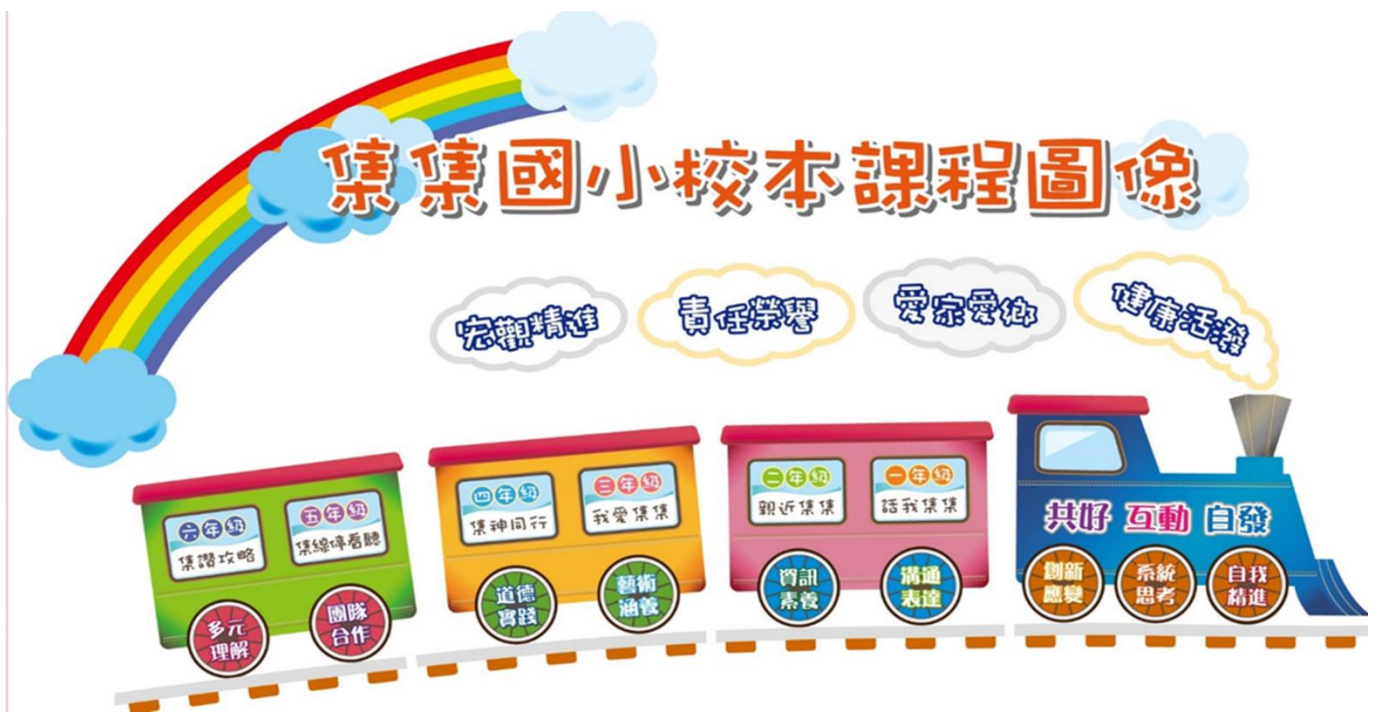 集集國小校本課程圖像
宏觀精進
責任榮譽
愛家愛鄉
健康活潑
六年級
集讚攻略
五年級
集線停看聽
四年級
集神同行
三年級
我愛集集
二年級
親近集集
一年級
話我集集
共好 互動 自發
多元
理解
團隊
合作
道德
實踐
藝術
涵養
資訊
素養
溝通
表達
創新
應變
系統
思考
自我
精進